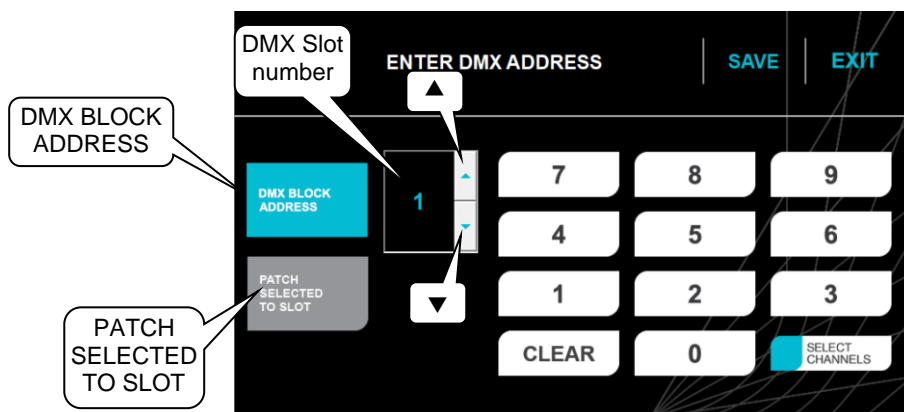 DMX Slot
number
ENTER DMX ADDRESS
SAVE
EXIT
▲
DMX BLOCK
ADDRESS
DMX BLOCK
ADDRESS
1
7
8
9
4
5
6
PATCH
SELECTED
TO SLOT
▼
1
2
3
PATCH
SELECTED
TO SLOT
CLEAR
0
SELECT
CHANNELS